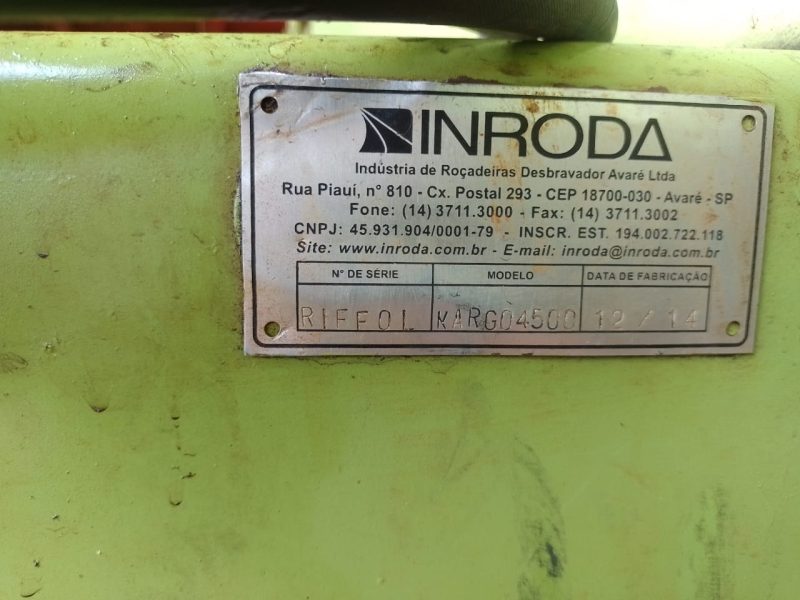 INRODA
Indústria de Roçadeiras Desbravador Avaré Ltda
Rua Piauí, n° 810 - Cx. Postal 293 - CEP 18700-030 - Avaré - SP
Fone: (14) 3711.3000 - Fax: (14) 3711.3002
CNPJ: 45.931.904/0001-79 - INSCR. EST. 194.002.722.118
Site: www.inroda.com.br - E-mail: inroda@inroda.com.br
N° DE SÉRIE MODELO DATA DE FABRICAÇÃO
RIFFOL KARGO4500 12/14